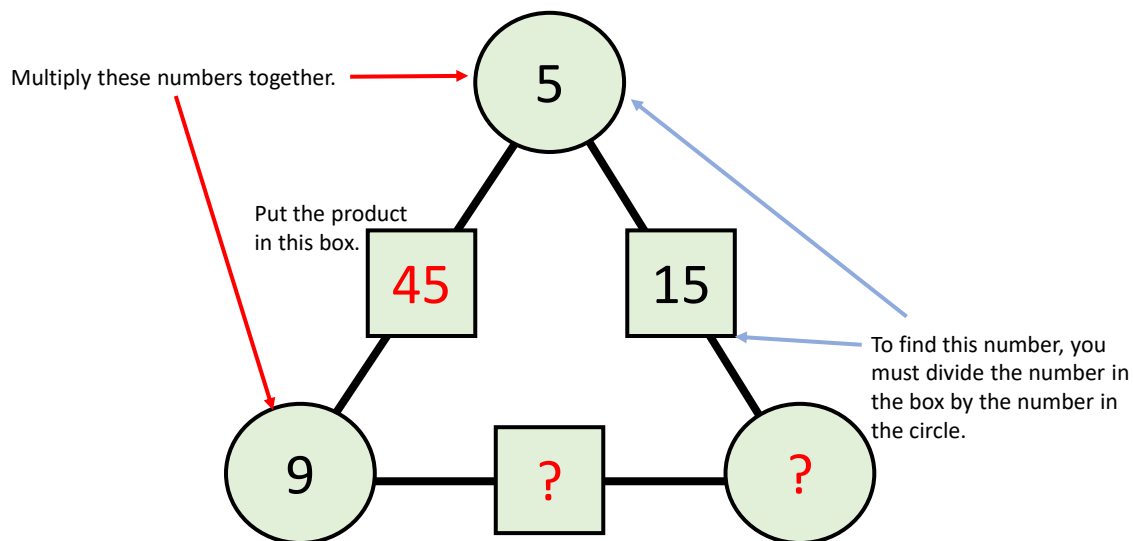 Multiply these numbers together.
5
Put the product
in this box.
45
15
To find this number, you
must divide the number in
the box by the number in
the circle.
9
?
?